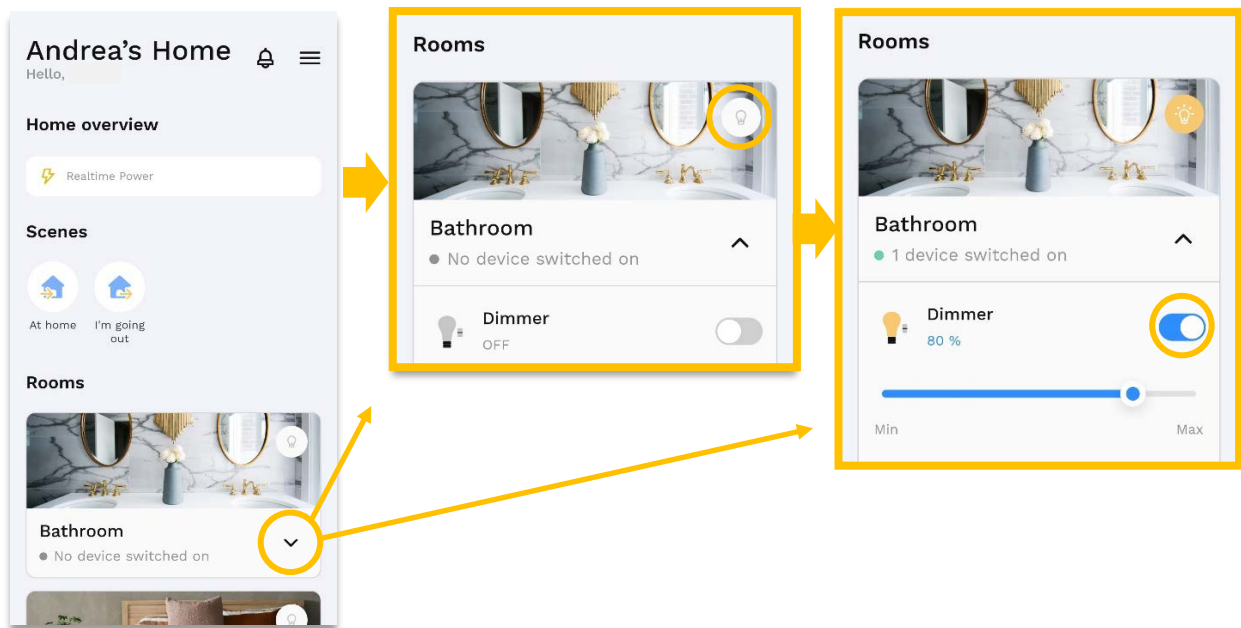 Andrea's Home
Hello,
Home overview
Realtime Power
Scenes
At home
I'm going
out
Rooms
Bathroom
No device switched on
Rooms
Bathroom
No device switched on
Dimmer
OFF
Rooms
Bathroom
1 device switched on
Dimmer
80 %
Min
Max